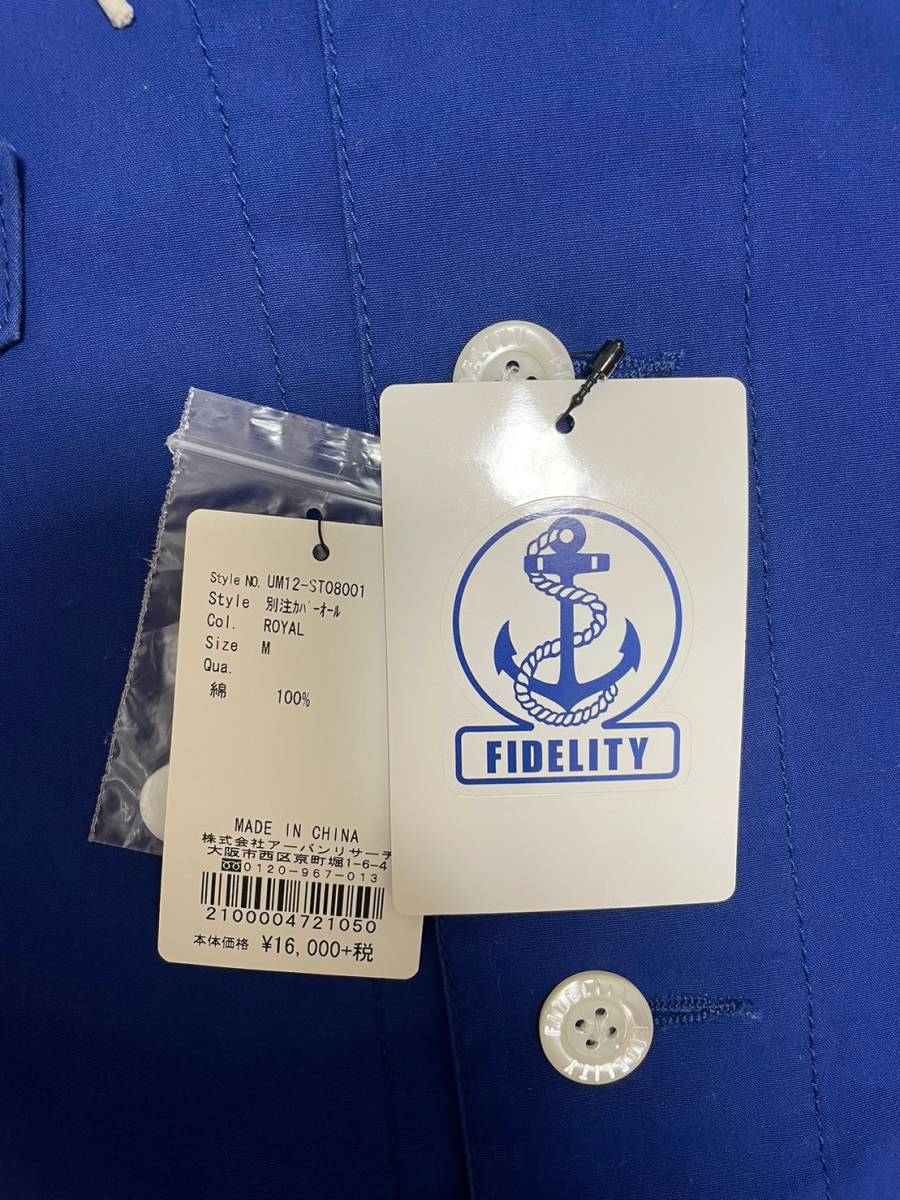 Style NO. UM12-ST08001
Style 別注ｶﾊﾞｰｵｰﾙ
Col. ROYAL
Size M
Qua.
綿 100%
MADE IN CHINA
株式会社アーバンリサーチ
大阪市西区京町堀1-6-4
0120-967-013
2100004721050
本体価格 ¥16,000+税
FIDELITY
FIDELITY
FIDELITY